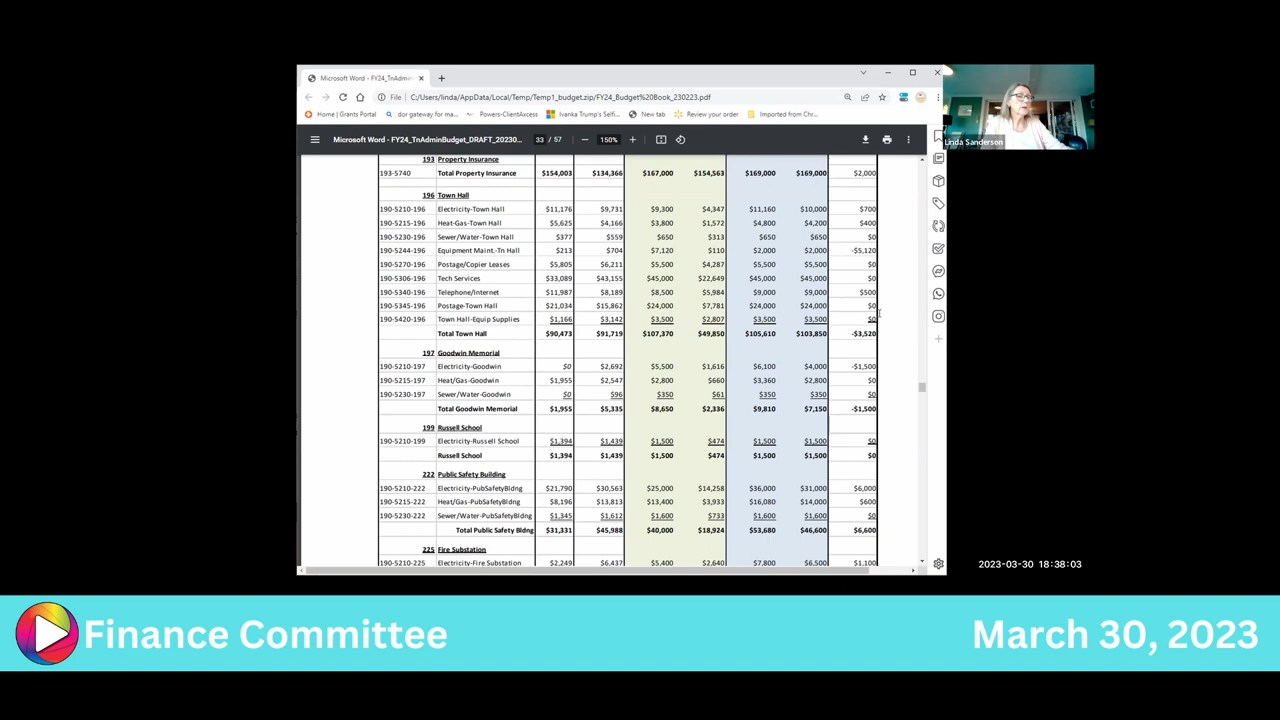 Microsoft Word - FY24_TnAdmin
File C:/Users/linda/AppData/Local/Temp/Temp1_budget.zip/FY24_Budget%20Book_230223.pdf
Home | Grants Portal dor gateway for ma... Powers-ClientAxcess Ivanka Trump's Selfi... New tab Review your order Imported from Chr...
Microsoft Word - FY24_TnAdminBudget_DRAFT_20230... 33 / 57 150%
Linda Sanderson
193 Property Insurance
193-5740 Total Property Insurance $154,003 $134,366 $167,000 $154,563 $169,000 $169,000 $2,000
196 Town Hall
190-5210-196 Electricity-Town Hall $11,176 $9,731 $9,300 $4,347 $11,160 $10,000 $700
190-5215-196 Heat-Gas-Town Hall $5,625 $4,166 $3,800 $1,572 $4,800 $4,200 $400
190-5230-196 Sewer/Water-Town Hall $377 $559 $650 $313 $650 $650 $0
190-5244-196 Equipment Maint.-Tn Hall $213 $704 $7,120 $110 $2,000 $2,000 -$5,120
190-5270-196 Postage/Copier Leases $5,805 $6,211 $5,500 $4,287 $5,500 $5,500 $0
190-5306-196 Tech Services $33,089 $43,155 $45,000 $22,649 $45,000 $45,000 $0
190-5340-196 Telephone/Internet $11,987 $8,189 $8,500 $5,984 $9,000 $9,000 $500
190-5345-196 Postage-Town Hall $21,034 $15,862 $24,000 $7,781 $24,000 $24,000 $0
190-5420-196 Town Hall-Equip Supplies $1,166 $3,142 $3,500 $2,807 $3,500 $3,500 $0
Total Town Hall $90,473 $91,719 $107,370 $49,850 $105,610 $103,850 -$3,520
197 Goodwin Memorial
190-5210-197 Electricity-Goodwin $0 $2,692 $5,500 $1,616 $6,100 $4,000 -$1,500
190-5215-197 Heat/Gas-Goodwin $1,955 $2,547 $2,800 $660 $3,360 $2,800 $0
190-5230-197 Sewer/Water-Goodwin $0 $96 $350 $61 $350 $350 $0
Total Goodwin Memorial $1,955 $5,335 $8,650 $2,336 $9,810 $7,150 -$1,500
199 Russell School
190-5210-199 Electricity-Russell School $1,394 $1,439 $1,500 $474 $1,500 $1,500 $0
Russell School $1,394 $1,439 $1,500 $474 $1,500 $1,500 $0
222 Public Safety Building
190-5210-222 Electricity-PubSafetyBldng $21,790 $30,563 $25,000 $14,258 $36,000 $31,000 $6,000
190-5215-222 Heat/Gas-PubSafetyBldng $8,196 $13,813 $13,400 $3,933 $16,080 $14,000 $600
190-5230-222 Sewer/Water-PubSafetyBldng $1,345 $1,612 $1,600 $733 $1,600 $1,600 $0
Total Public Safety Bldng $31,331 $45,988 $40,000 $18,924 $53,680 $46,600 $6,600
225 Fire Substation
190-5210-225 Electricity-Fire Substation $2,249 $6,437 $5,400 $2,640 $7,800 $6,500 $1,100
2023-03-30 18:38:03
Finance Committee
March 30, 2023